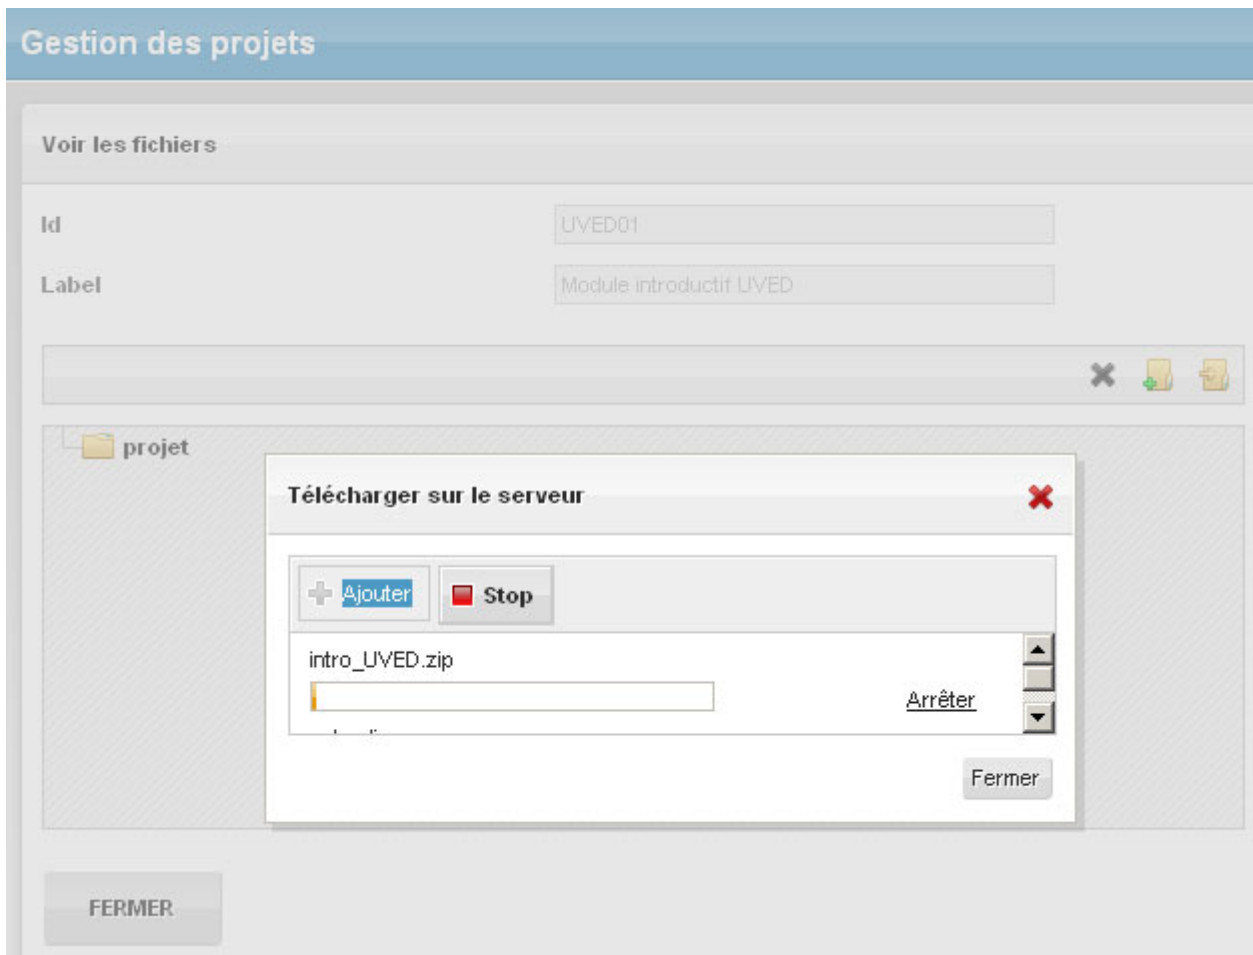 Gestion des projets
Voir les fichiers
Id
UVED01
Label
Module introductif UVED
projet
Télécharger sur le serveur
Ajouter
Stop
intro_UVED.zip
Arrêter
Fermer
FERMER